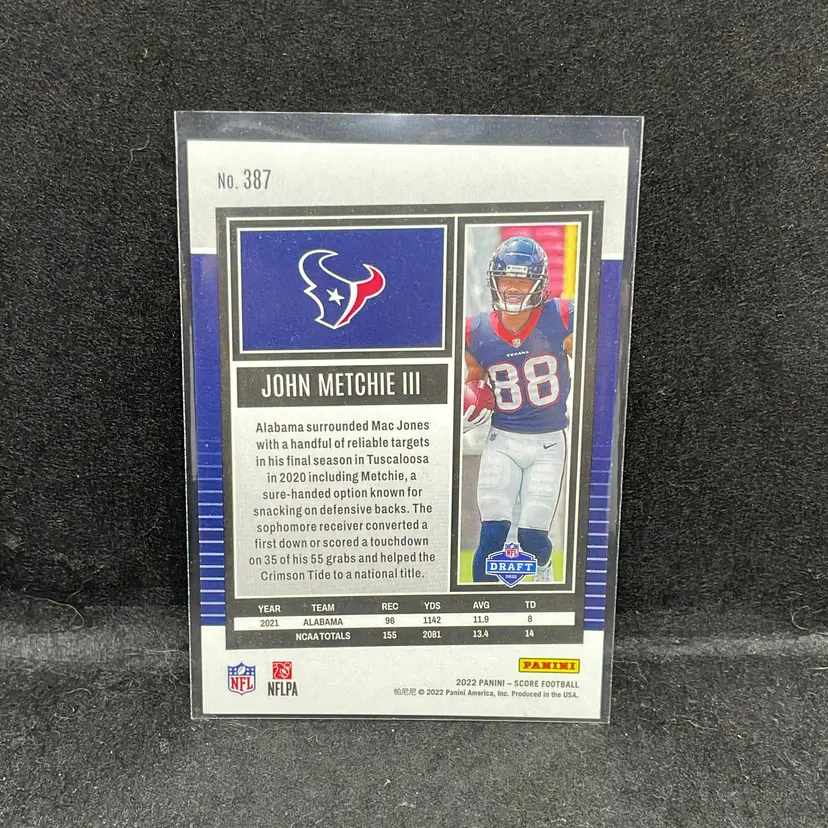 No. 387
TEXANS
88
JOHN METCHIE III
Alabama surrounded Mac Jones
with a handful of reliable targets
in his final season in Tuscaloosa
in 2020 including Metchie, a
sure-handed option known for
snacking on defensive backs. The
sophomore receiver converted a
first down or scored a touchdown
on 35 of his 55 grabs and helped the
Crimson Tide to a national title.
NFL
DRAFT
2022
YEAR TEAM REC YDS AVG TD
2021 ALABAMA 96 1142 11.9 8
NCAA TOTALS 155 2081 13.4 14
NFL
NFLPA
PANINI
2022 PANINI – SCORE FOOTBALL
帕尼尼 © 2022 Panini America, Inc. Produced in the USA.